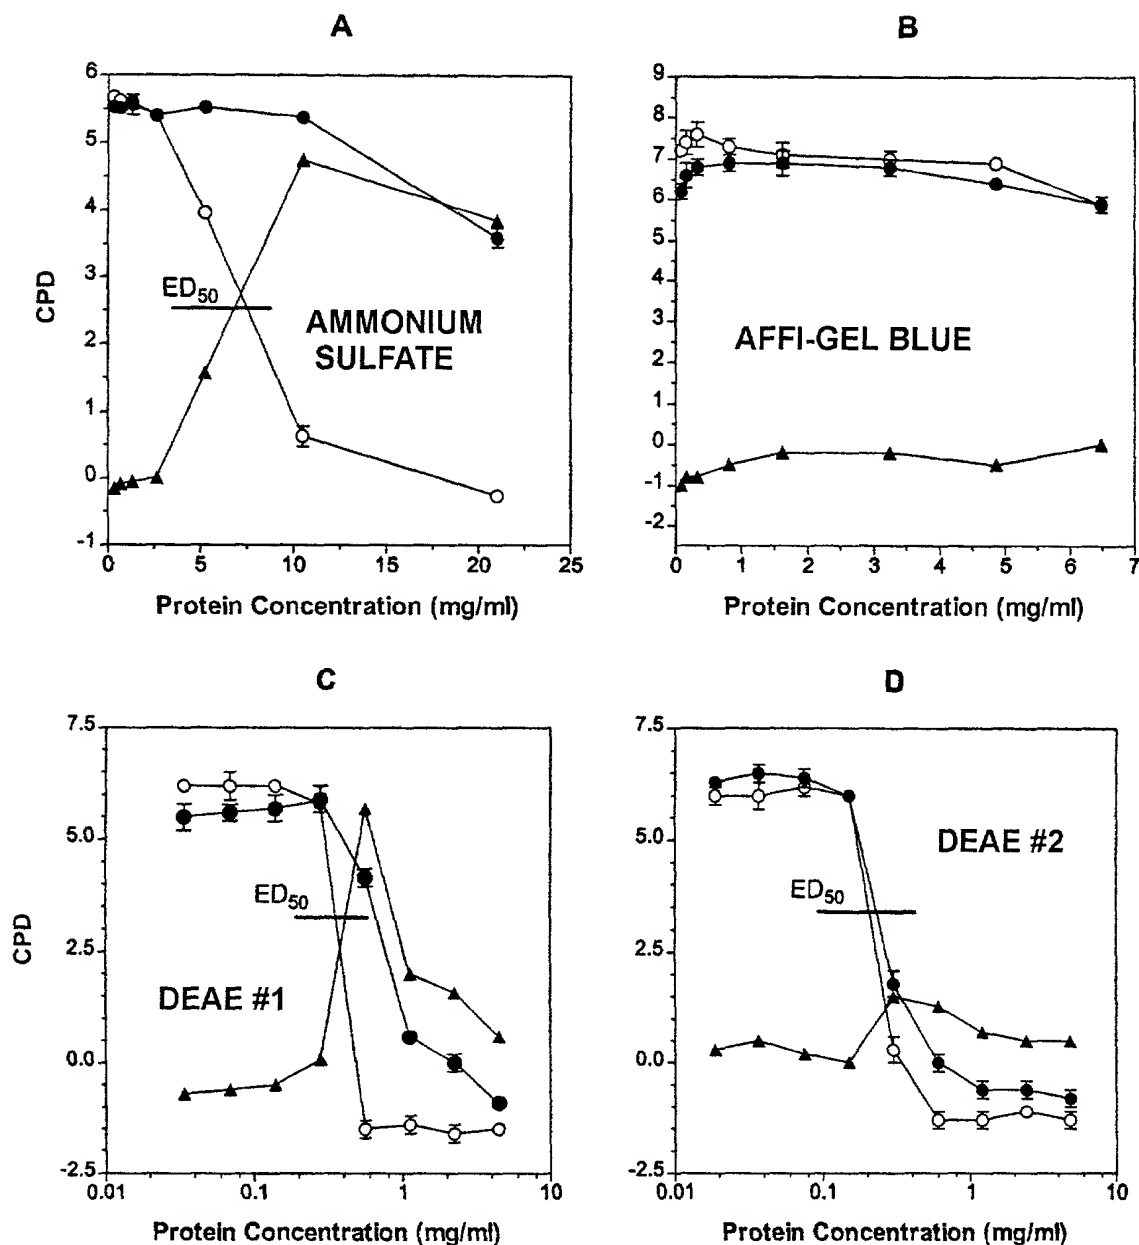 A
B
6
5
4
3
2
1
0
-1
CPD
ED50
AMMONIUM
SULFATE
0
5
10
15
20
25
Protein Concentration (mg/ml)
9
8
7
6
5
4
3
2
1
0
-1
-2
AFFI-GEL BLUE
0
1
2
3
4
5
6
7
Protein Concentration (mg/ml)
C
D
7.5
5.0
2.5
0.0
-2.5
CPD
ED50
DEAE #1
0.01
0.1
1
10
Protein Concentration (mg/ml)
7.5
5.0
2.5
0.0
-2.5
DEAE #2
ED50
0.01
0.1
1
10
Protein Concentration (mg/ml)